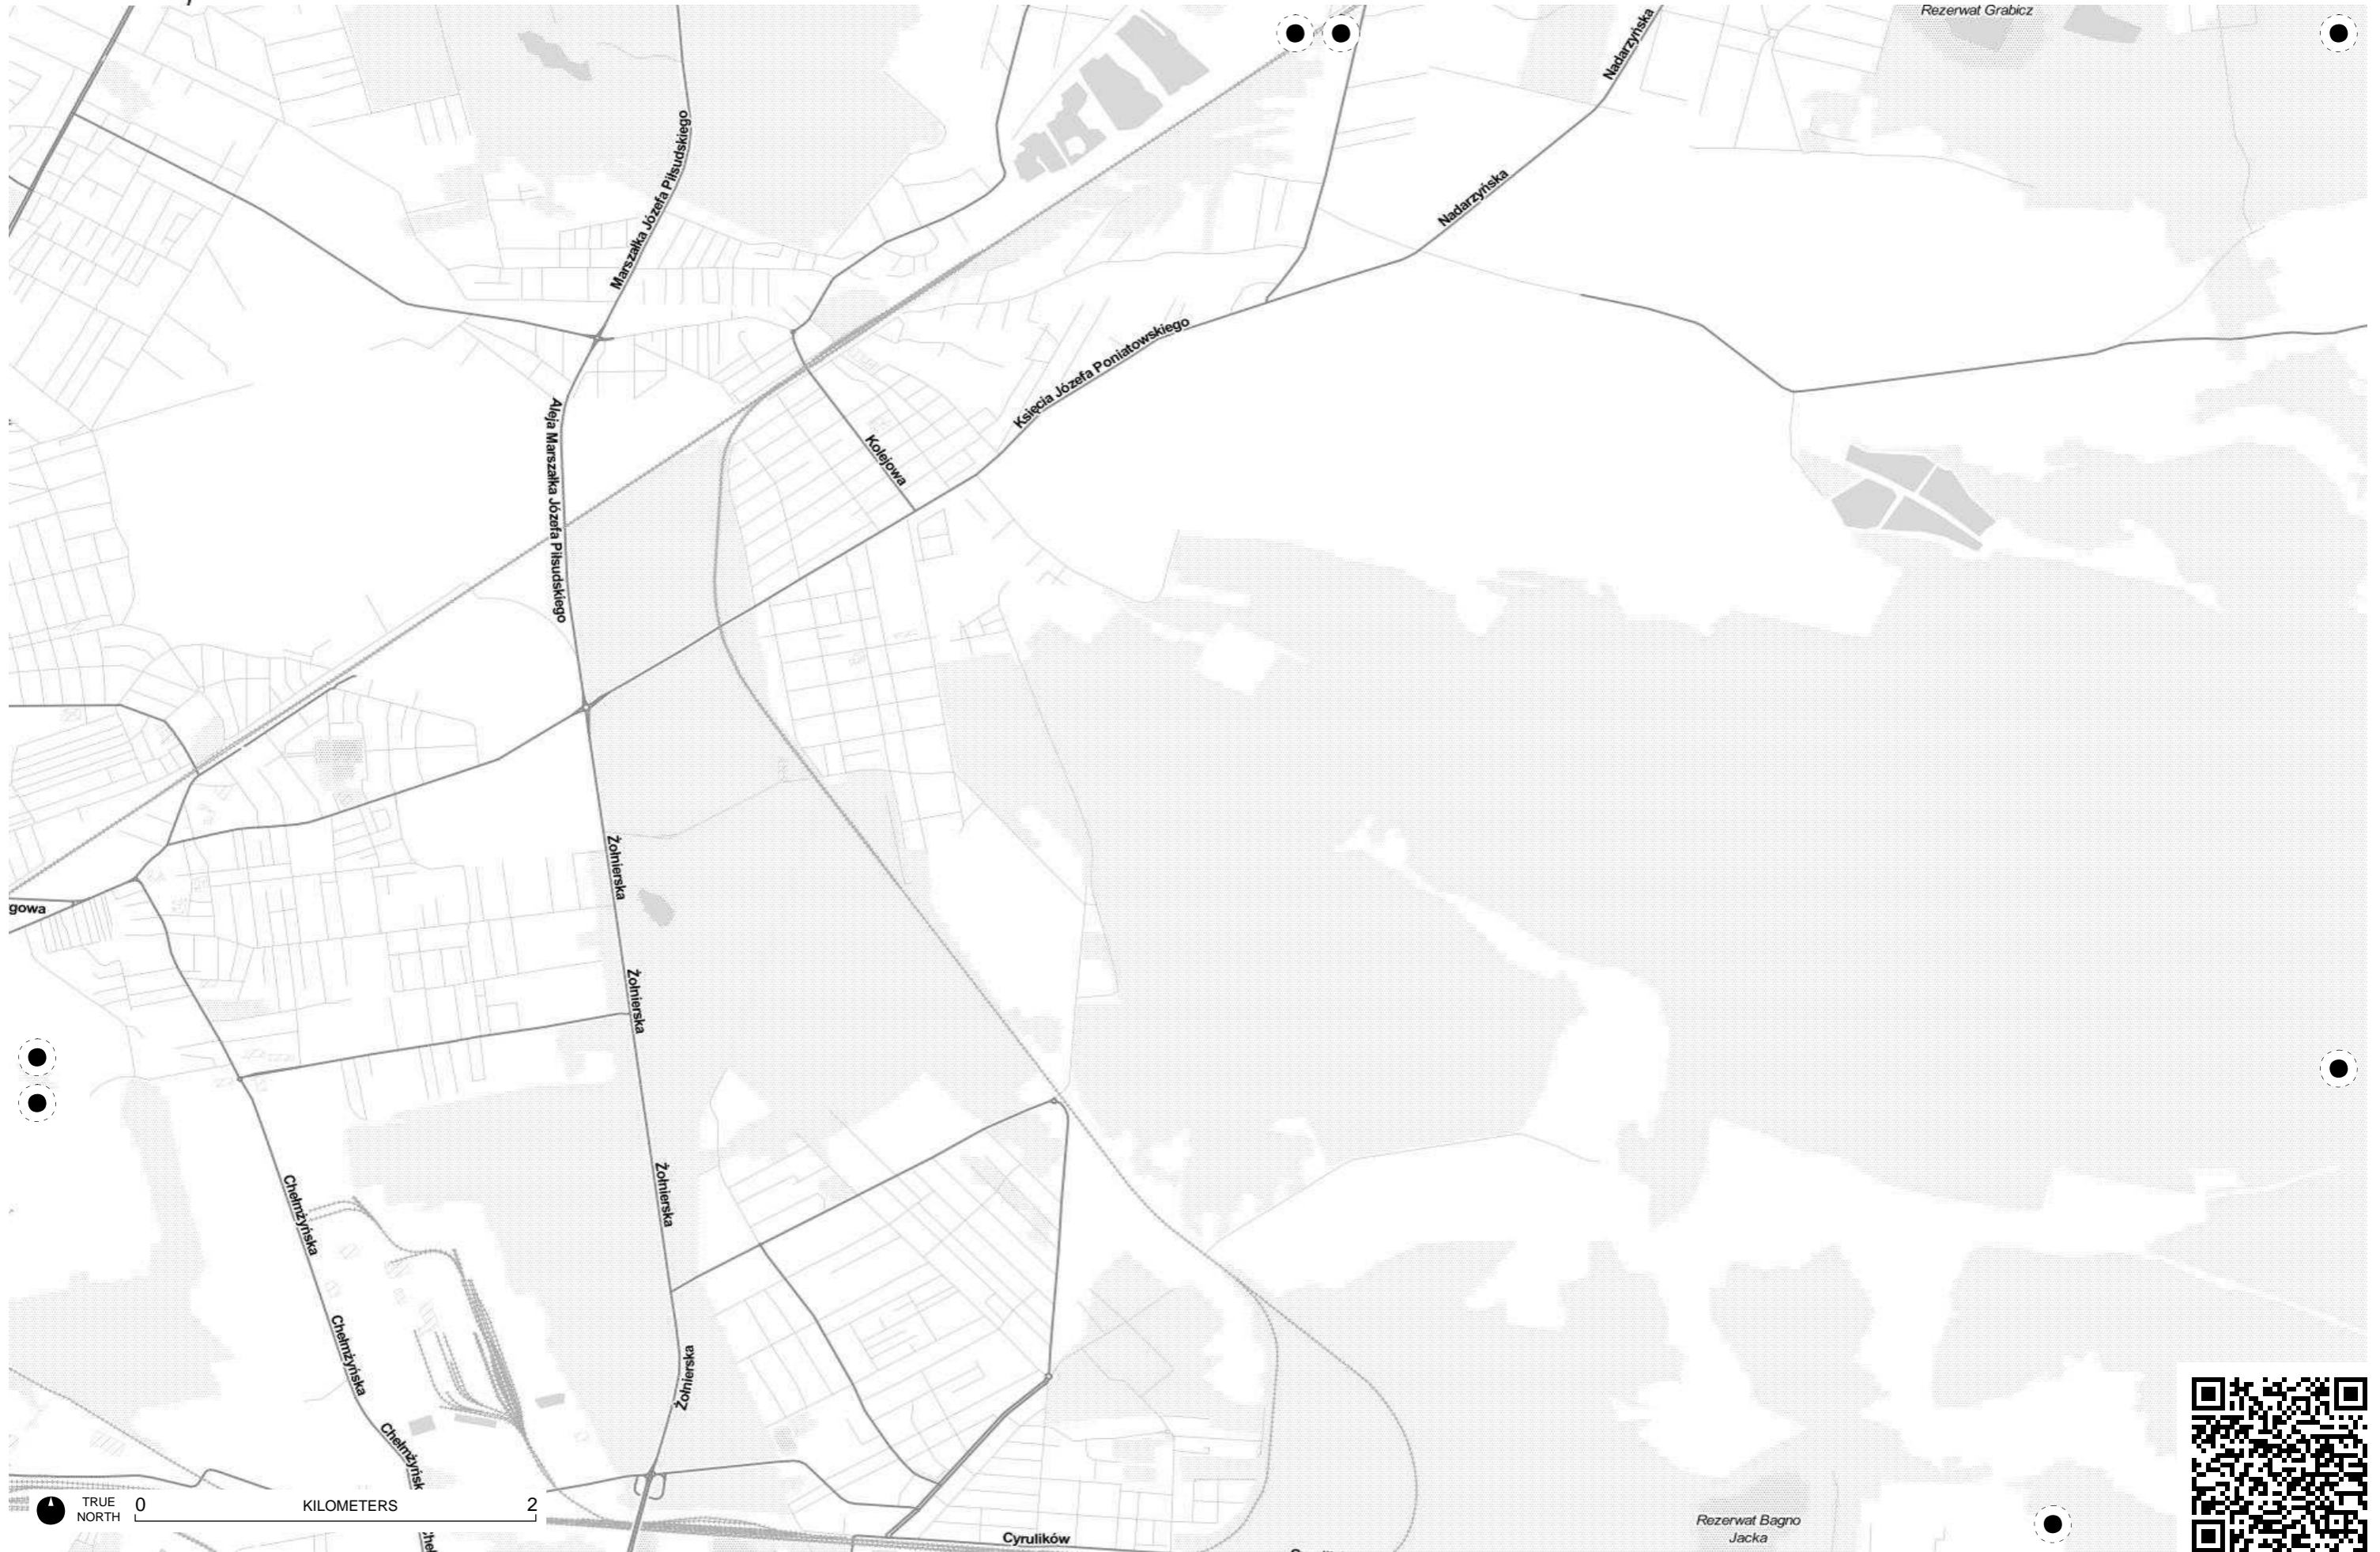 Rezerwat Grabicz
Nadarzyńska
Marszałka Józefa Piłsudskiego
Nadarzyńska
Księcia Józefa Poniatowskiego
Aleja Marszałka Józefa Piłsudskiego
Kolejowa
Żołnierska
gowa
Żołnierska
Żołnierska
Chełmżyńska
Chełmżyńska
Żołnierska
Chełmżyńsk
TRUE
NORTH
0
KILOMETERS
2
Rezerwat Bagno
Jacka
Cyrulików